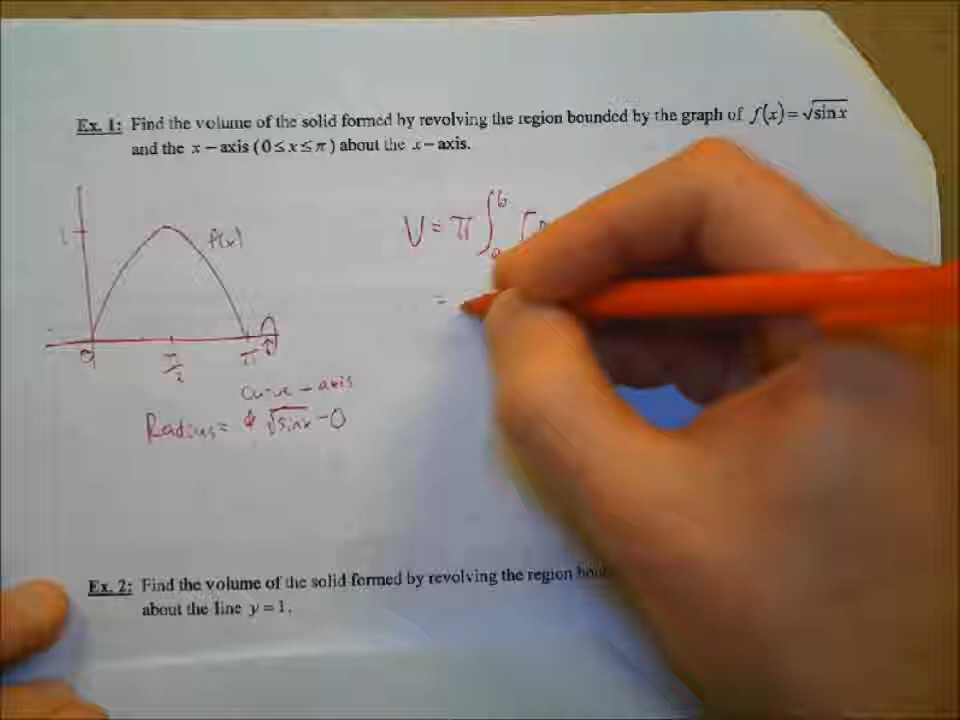 Ex. 1: Find the volume of the solid formed by revolving the region bounded by the graph of f(x) = √sin x
and the x – axis (0 ≤ x ≤ π) about the x – axis.
1
f(x)
V = π ∫ₐᵇ [
=
0 π/2 π
Curve – axis
Radius = √sinx – 0
Ex. 2: Find the volume of the solid formed by revolving the region
about the line y = 1.